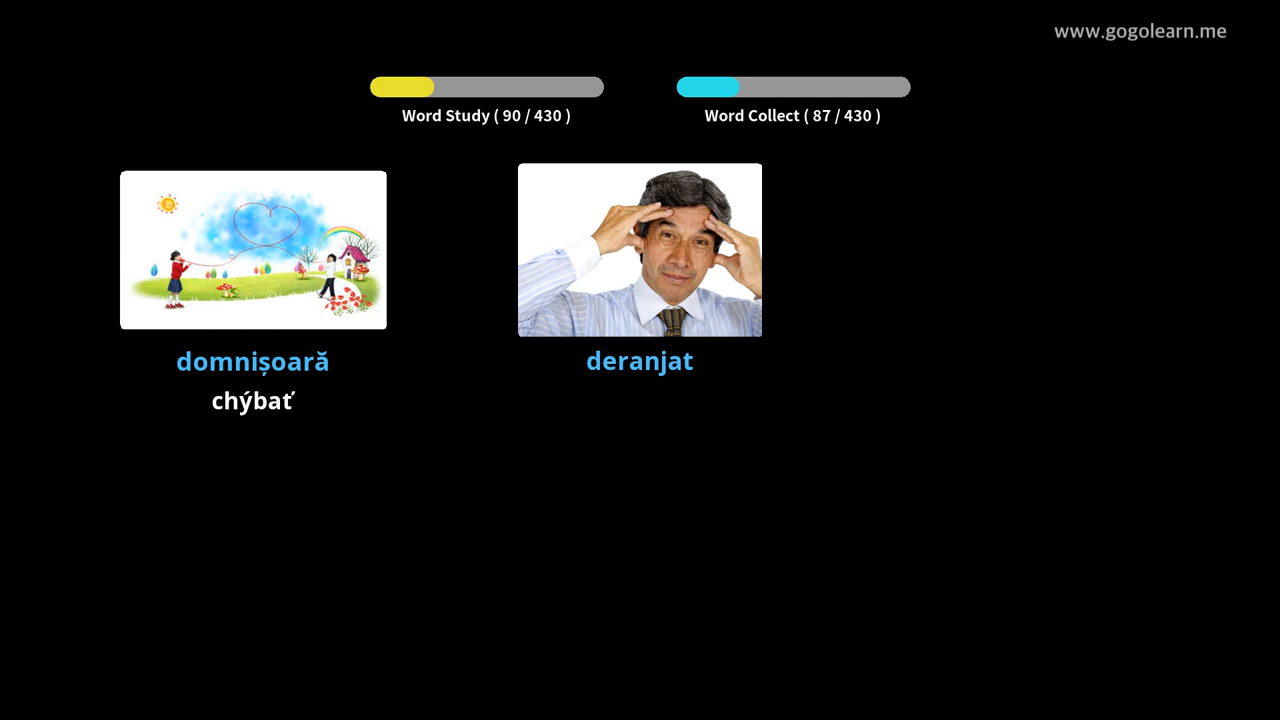 www.gogolearn.me
Word Study ( 90 / 430 )
Word Collect ( 87 / 430 )
domnișoară
chýbať
deranjat